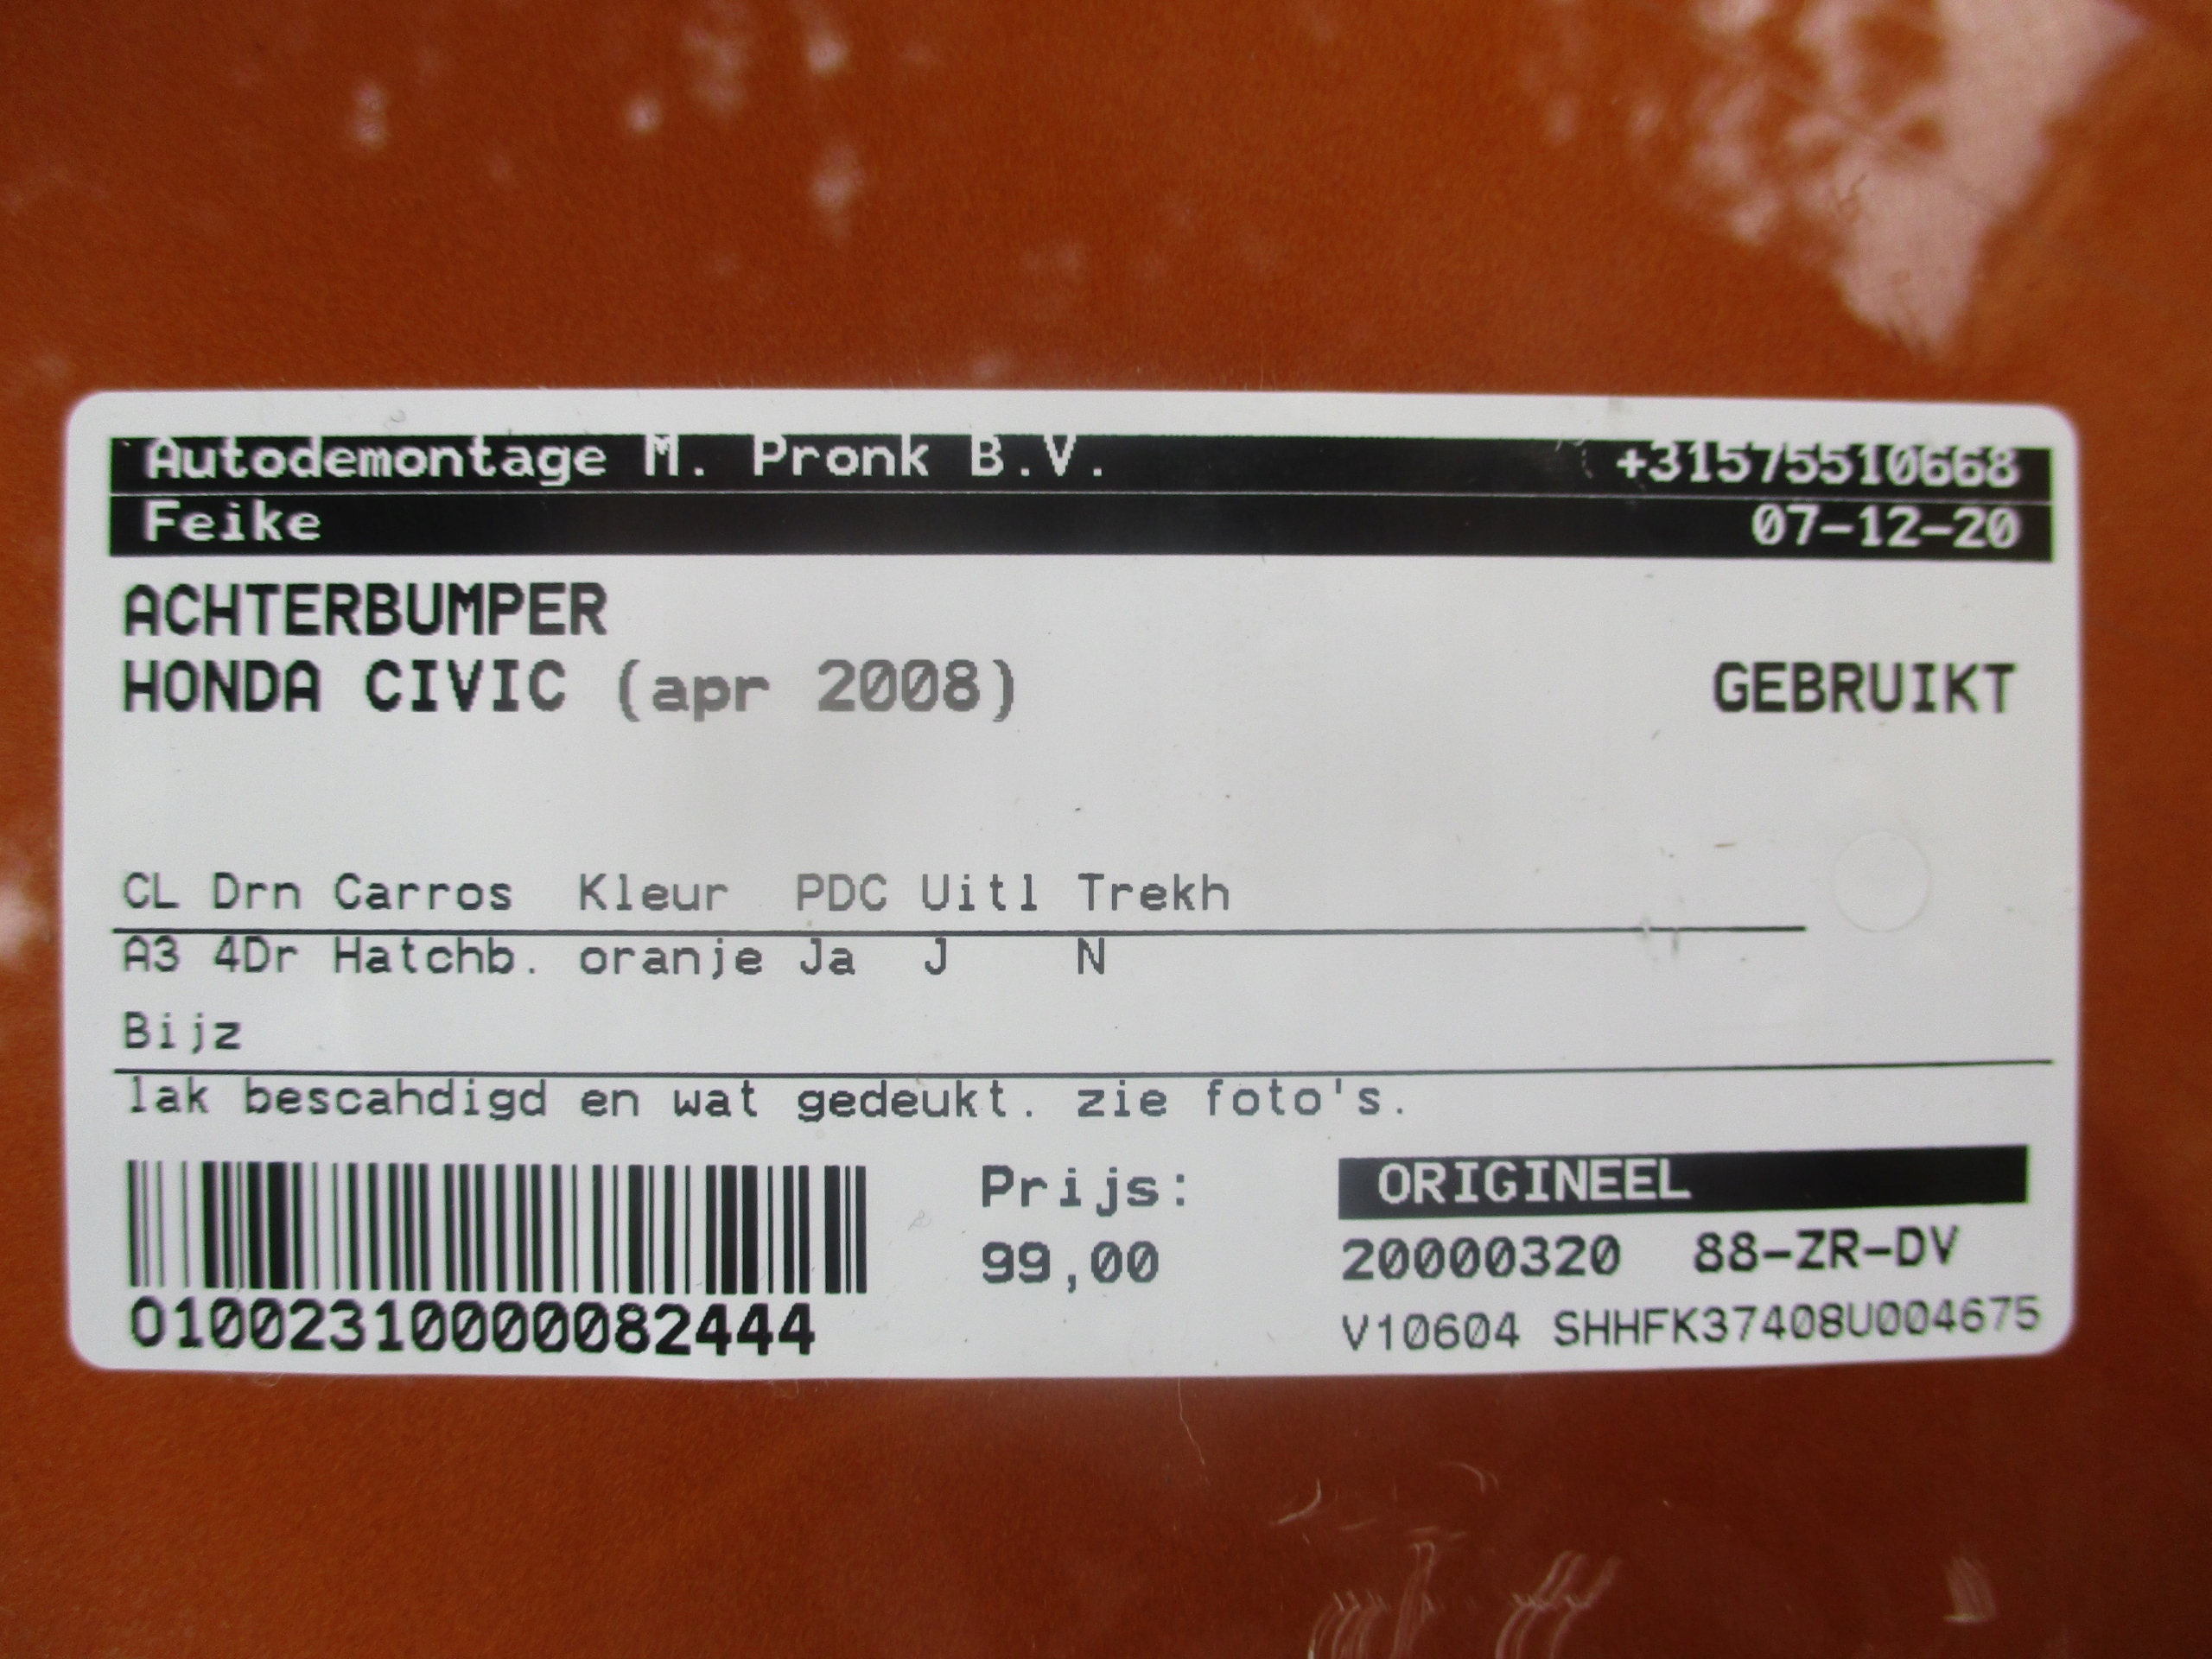 Autodemontage M. Pronk B.V. +31575510668
Feike 07-12-20
ACHTERBUMPER
HONDA CIVIC (apr 2008) GEBRUIKT
CL Drn Carros Kleur PDC Uitl Trekh
A3 4Dr Hatchb. oranje Ja J N
Bijz
lak bescahdigd en wat gedeukt. zie foto's.
Prijs: ORIGINEEL
99,00 20000320 88-ZR-DV
01002310000082444 V10604 SHHFK37408U004675